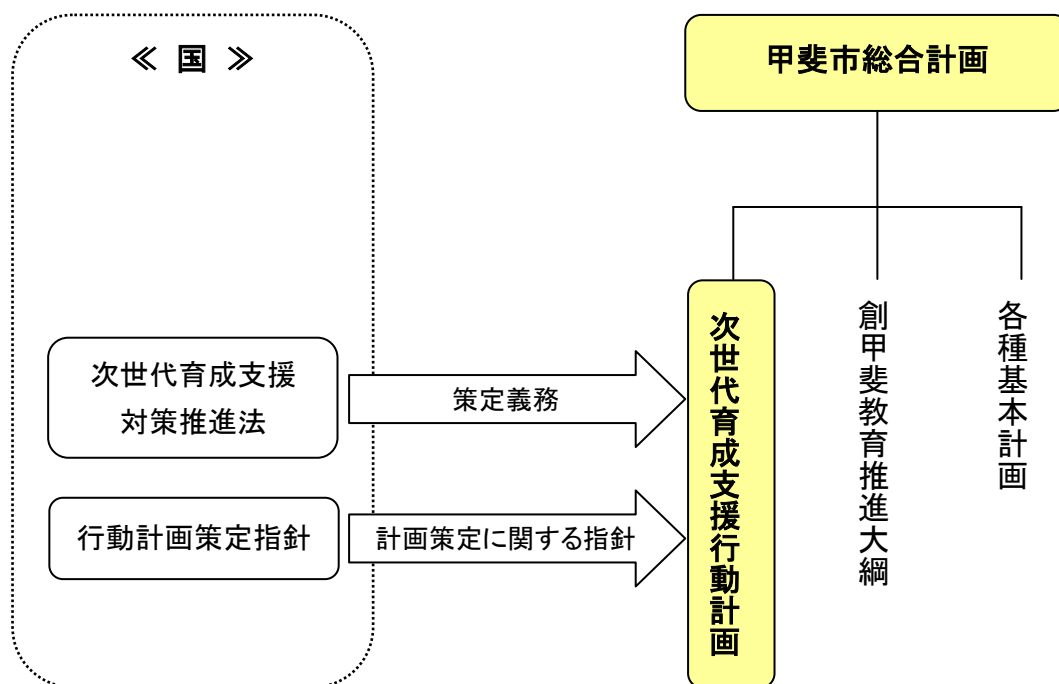 ≪ 国 ≫
甲斐市総合計画
次世代育成支援
対策推進法
策定義務
行動計画策定指針
計画策定に関する指針
次世代育成支援行動計画
創甲斐教育推進大綱
各種基本計画